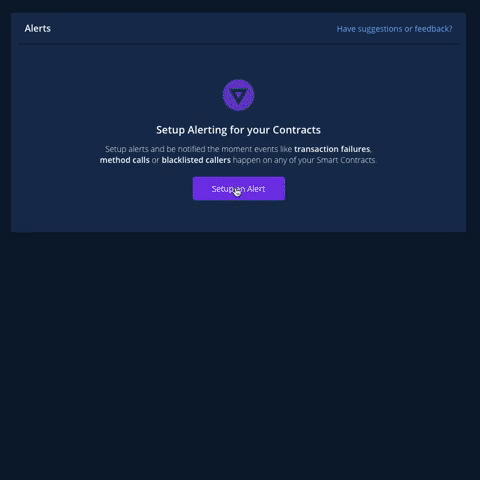 Alerts
Have suggestions or feedback?
Setup Alerting for your Contracts
Setup alerts and be notified the moment events like transaction failures,
method calls or blacklisted callers happen on any of your Smart Contracts.
Setup an Alert